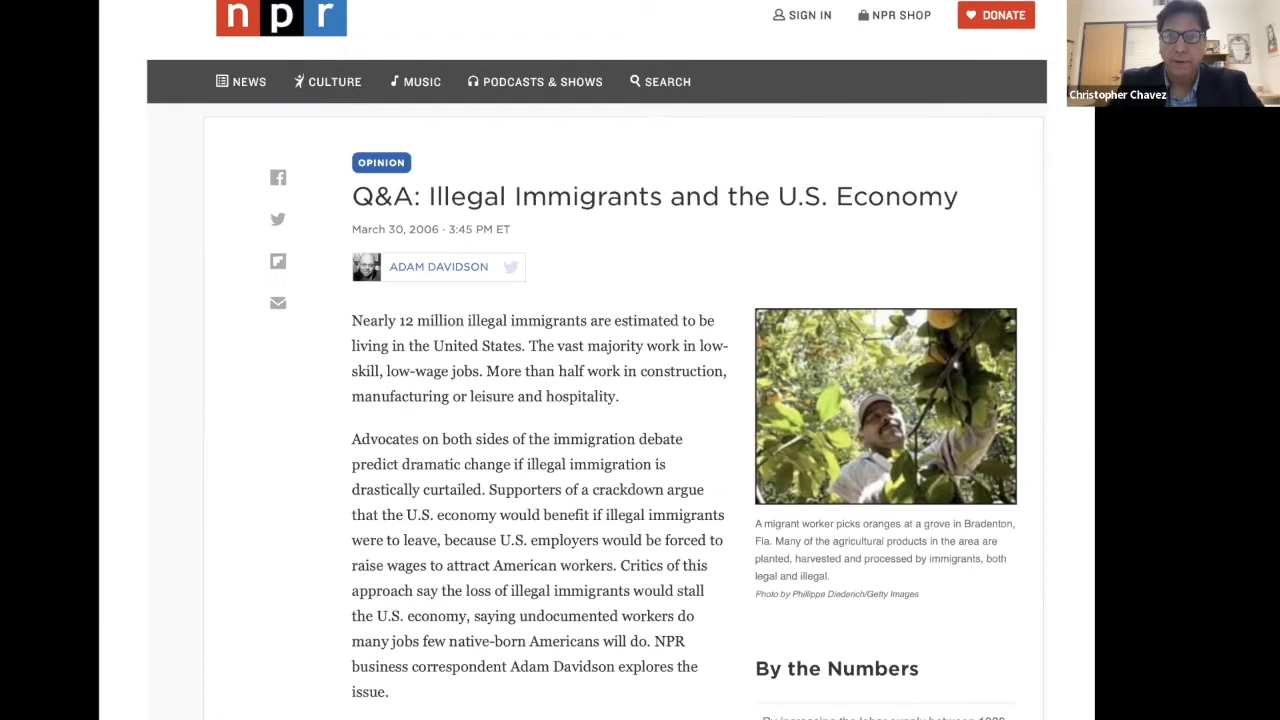 npr
SIGN IN
NPR SHOP
DONATE
NEWS
CULTURE
MUSIC
PODCASTS & SHOWS
SEARCH
Christopher Chavez
OPINION
Q&A: Illegal Immigrants and the U.S. Economy
March 30, 2006 · 3:45 PM ET
ADAM DAVIDSON
Nearly 12 million illegal immigrants are estimated to be
living in the United States. The vast majority work in low-
skill, low-wage jobs. More than half work in construction,
manufacturing or leisure and hospitality.
Advocates on both sides of the immigration debate
predict dramatic change if illegal immigration is
drastically curtailed. Supporters of a crackdown argue
that the U.S. economy would benefit if illegal immigrants
were to leave, because U.S. employers would be forced to
raise wages to attract American workers. Critics of this
approach say the loss of illegal immigrants would stall
the U.S. economy, saying undocumented workers do
many jobs few native-born Americans will do. NPR
business correspondent Adam Davidson explores the
issue.
A migrant worker picks oranges at a grove in Bradenton,
Fla. Many of the agricultural products in the area are
planted, harvested and processed by immigrants, both
legal and illegal.
Photo by Phillippe Diederich/Getty Images
By the Numbers
By increasing the labor supply between 1980